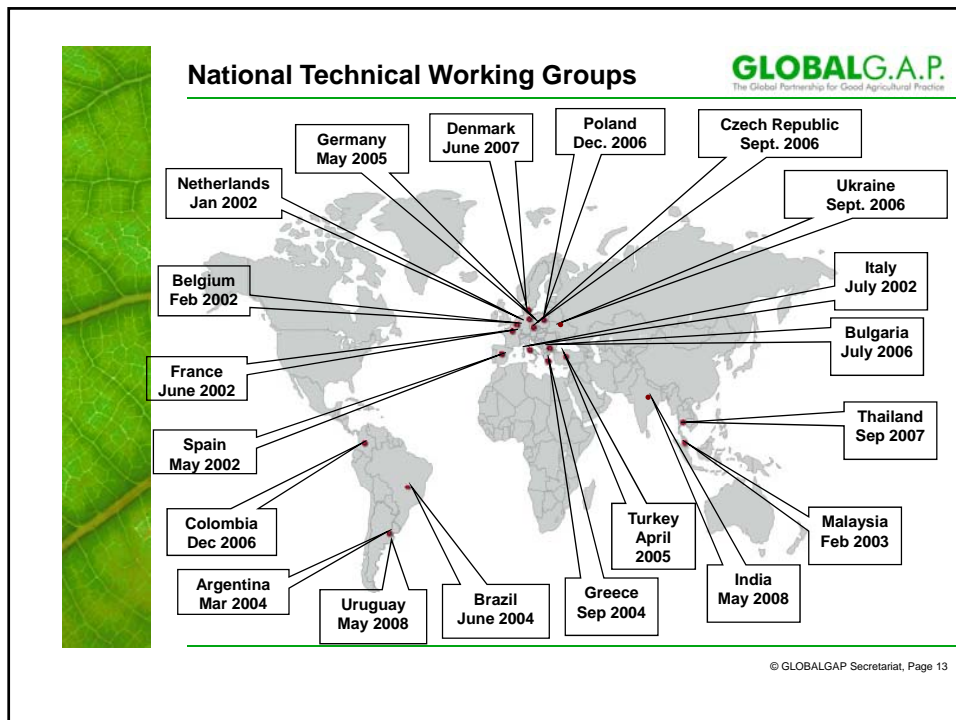 National Technical Working Groups
GLOBALG.A.P.
The Global Partnership for Good Agricultural Practice
Germany
May 2005
Denmark
June 2007
Poland
Dec. 2006
Czech Republic
Sept. 2006
Netherlands
Jan 2002
Ukraine
Sept. 2006
Belgium
Feb 2002
Italy
July 2002
Bulgaria
July 2006
France
June 2002
Thailand
Sep 2007
Spain
May 2002
Colombia
Dec 2006
Turkey
April
2005
Malaysia
Feb 2003
Argentina
Mar 2004
Uruguay
May 2008
Brazil
June 2004
Greece
Sep 2004
India
May 2008
© GLOBALGAP Secretariat, Page 13